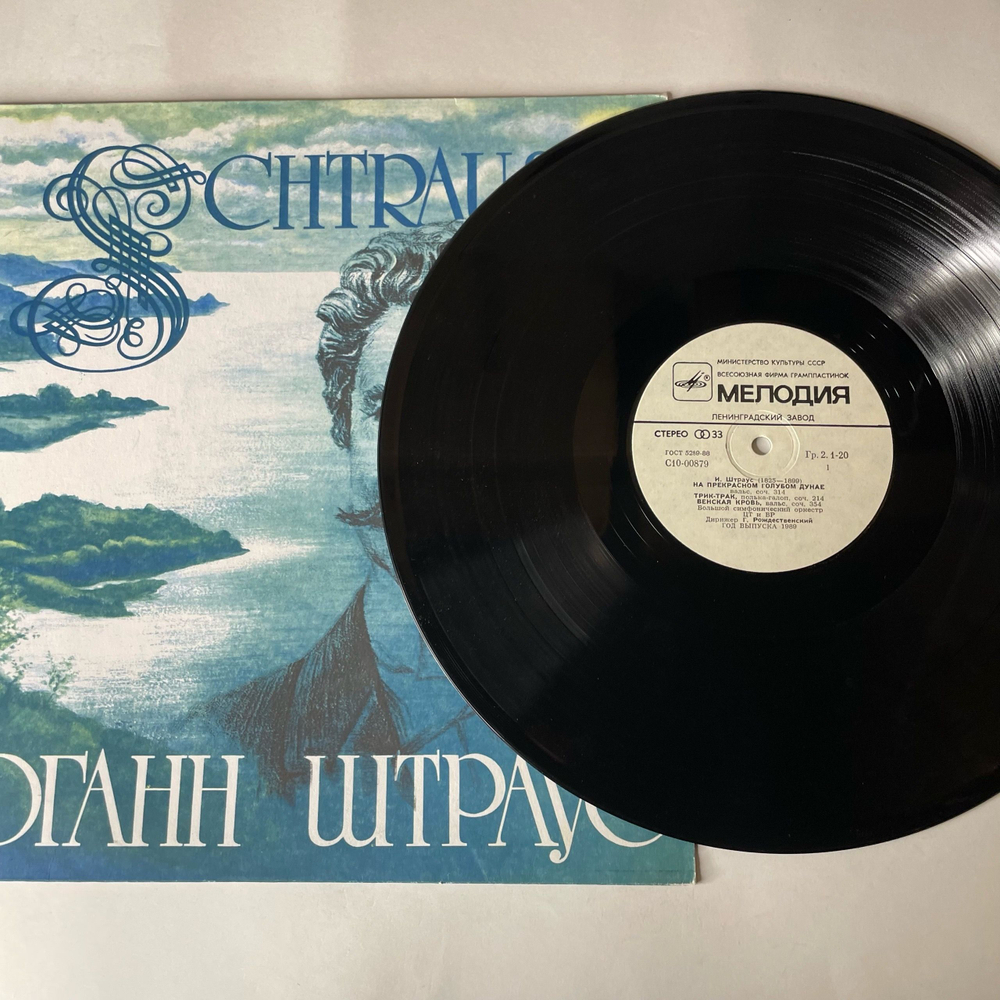 SCHTRAUS
ОГАНН ШТРАУС
МИНИСТЕРСТВО КУЛЬТУРЫ СССР
ВСЕСОЮЗНАЯ ФИРМА ГРАМПЛАСТИНОК
МЕЛОДИЯ
ЛЕНИНГРАДСКИЙ ЗАВОД
СТЕРЕО 33
ГОСТ 5289-88
С10-00879
Гр. 2. 1-20
1
И. Штраус (1825—1899)
НА ПРЕКРАСНОМ ГОЛУБОМ ДУНАЕ
вальс, соч. 314
ТРИК-ТРАК, полька-галоп, соч. 214
ВЕНСКАЯ КРОВЬ, вальс, соч. 354
Большой симфонический оркестр
ЦТ и ВР
Дирижер Г. Рождественский
ГОД ВЫПУСКА 1969